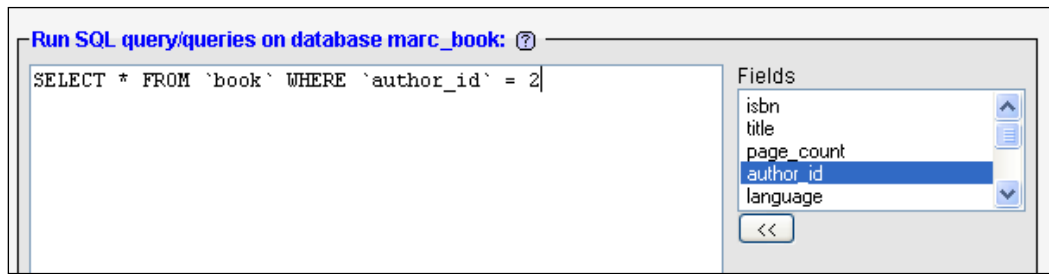 Run SQL query/queries on database marc_book:
SELECT * FROM `book` WHERE `author_id` = 2
Fields
isbn
title
page_count
author_id
language
<<